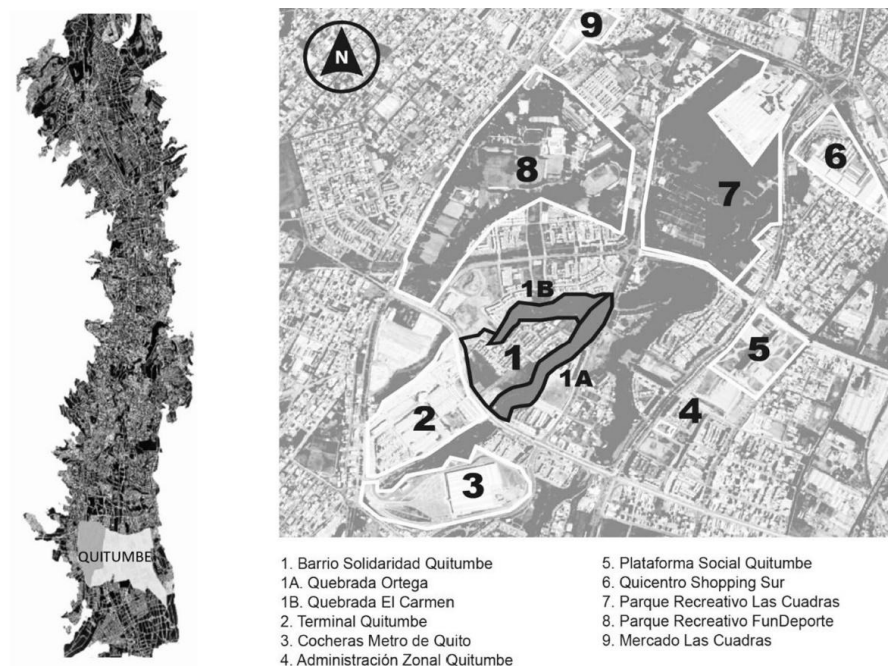 QUITUMBE
N
9
8
7
6
1B
1
1A
5
2
4
3
1. Barrio Solidaridad Quitumbe
1A. Quebrada Ortega
1B. Quebrada El Carmen
2. Terminal Quitumbe
3. Cocheras Metro de Quito
4. Administración Zonal Quitumbe
5. Plataforma Social Quitumbe
6. Quicentro Shopping Sur
7. Parque Recreativo Las Cuadras
8. Parque Recreativo FunDeporte
9. Mercado Las Cuadras